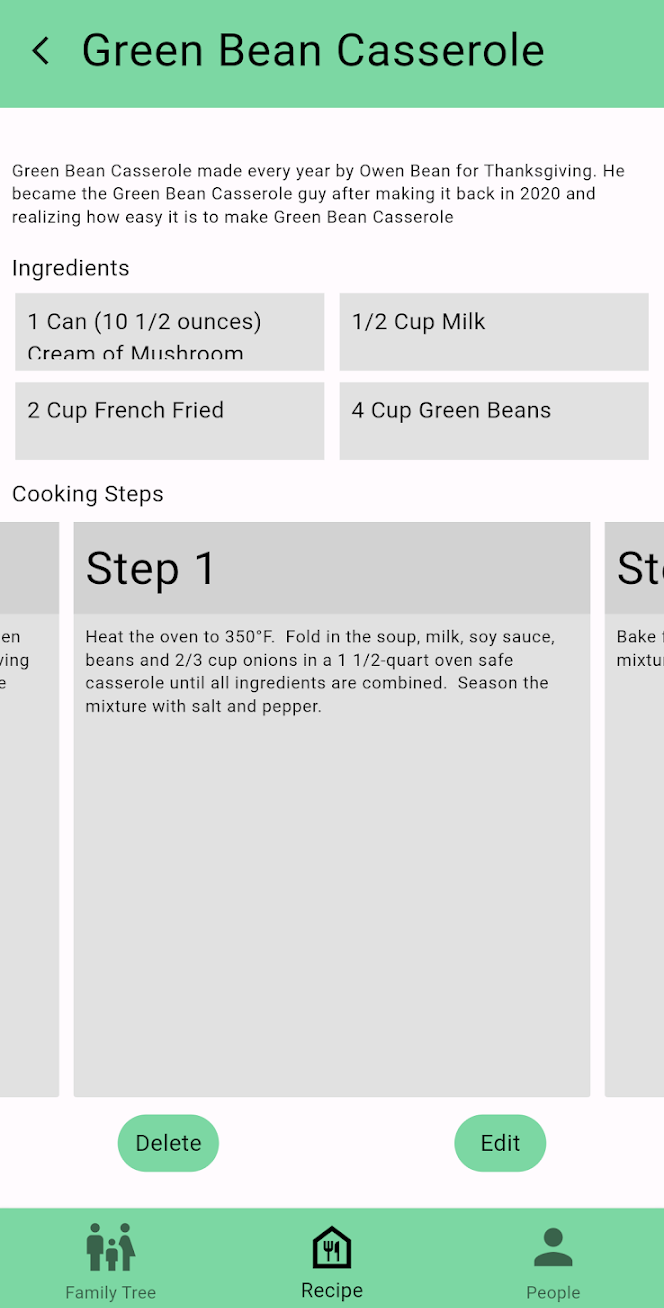 Green Bean Casserole
Green Bean Casserole made every year by Owen Bean for Thanksgiving. He
became the Green Bean Casserole guy after making it back in 2020 and
realizing how easy it is to make Green Bean Casserole
Ingredients
1 Can (10 1/2 ounces)
Cream of Mushroom
1/2 Cup Milk
2 Cup French Fried
4 Cup Green Beans
Cooking Steps
Step 1
Heat the oven to 350°F.  Fold in the soup, milk, soy sauce,
beans and 2/3 cup onions in a 1 1/2-quart oven safe
casserole until all ingredients are combined.  Season the
mixture with salt and pepper.
Bake
Delete
Edit
Family Tree
Recipe
People